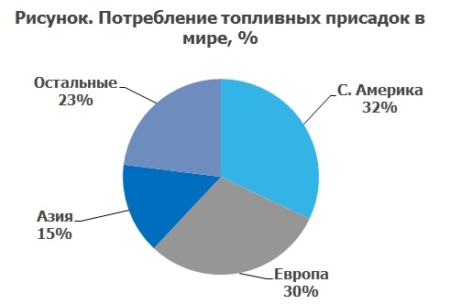 Рисунок. Потребление топливных присадок в
мире, %
Остальные
23%
С. Америка
32%
Азия
15%
Европа
30%